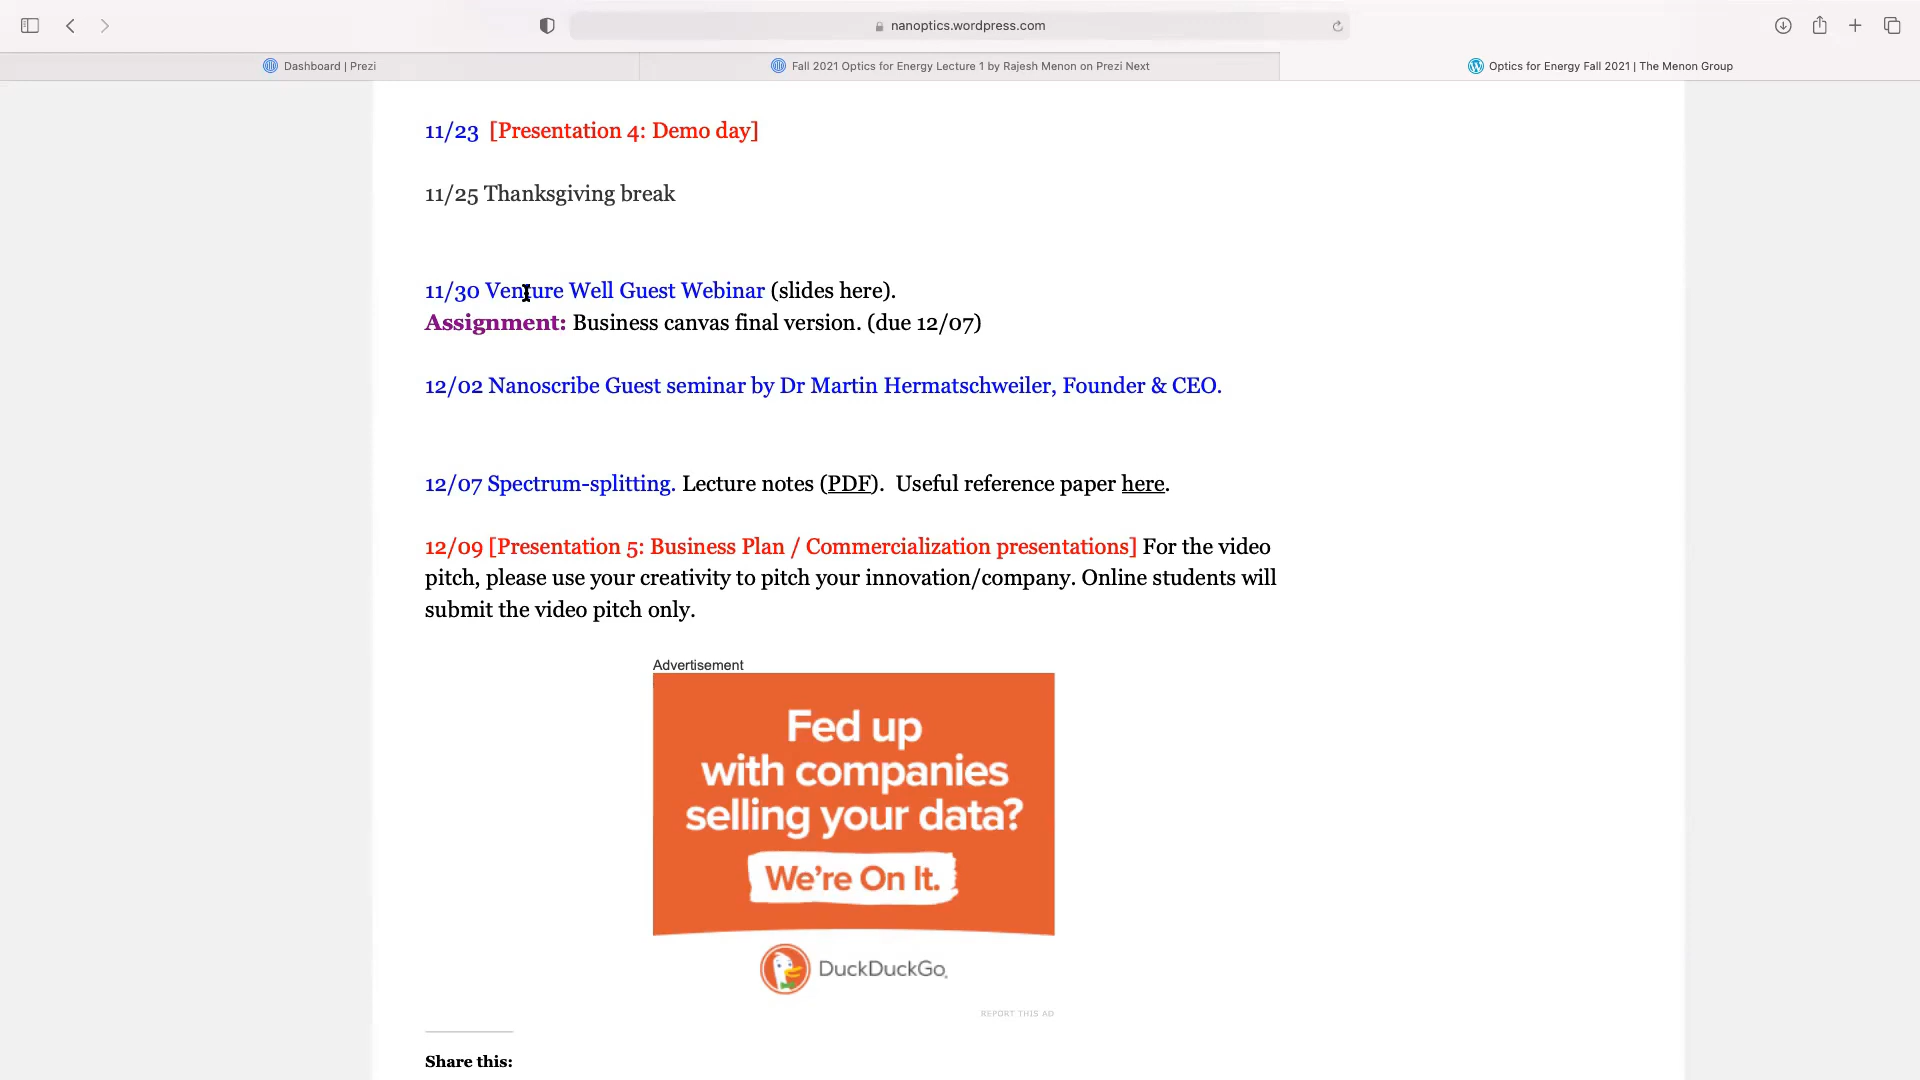 nanoptics.wordpress.com
Dashboard | Prezi
Fall 2021 Optics for Energy Lecture 1 by Rajesh Menon on Prezi Next
Optics for Energy Fall 2021 | The Menon Group
11/23 [Presentation 4: Demo day]
11/25 Thanksgiving break
11/30 Venture Well Guest Webinar (slides here).
Assignment: Business canvas final version. (due 12/07)
12/02 Nanoscribe Guest seminar by Dr Martin Hermatschweiler, Founder & CEO.
12/07 Spectrum-splitting. Lecture notes (PDF). Useful reference paper here.
12/09 [Presentation 5: Business Plan / Commercialization presentations] For the video
pitch, please use your creativity to pitch your innovation/company. Online students will
submit the video pitch only.
Advertisement
Fed up
with companies
selling your data?
We're On It.
DuckDuckGo.
REPORT THIS AD
Share this: